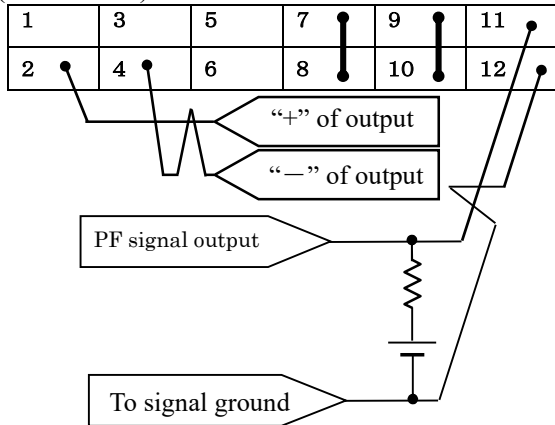 1 3 5 7 9 11
2 4 6 8 10 12
“+” of output
“－” of output
PF signal output
To signal ground